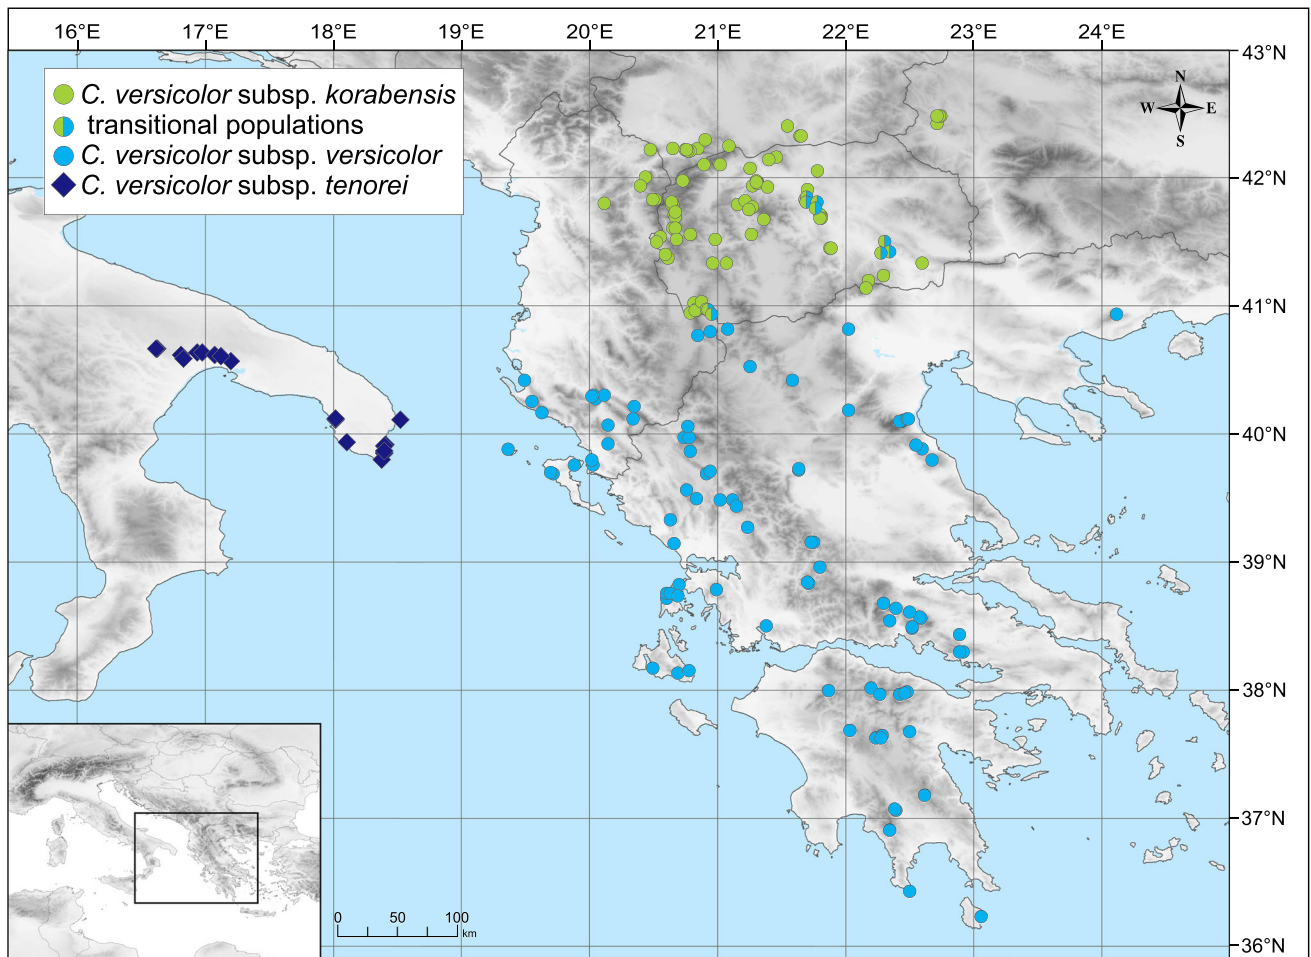 16°E 17°E 18°E 19°E 20°E 21°E 22°E 23°E 24°E
43°N
C. versicolor subsp. korabensis
transitional populations
C. versicolor subsp. versicolor
C. versicolor subsp. tenorei
N
W E
S
42°N
41°N
40°N
39°N
38°N
37°N
36°N
0 50 100
km